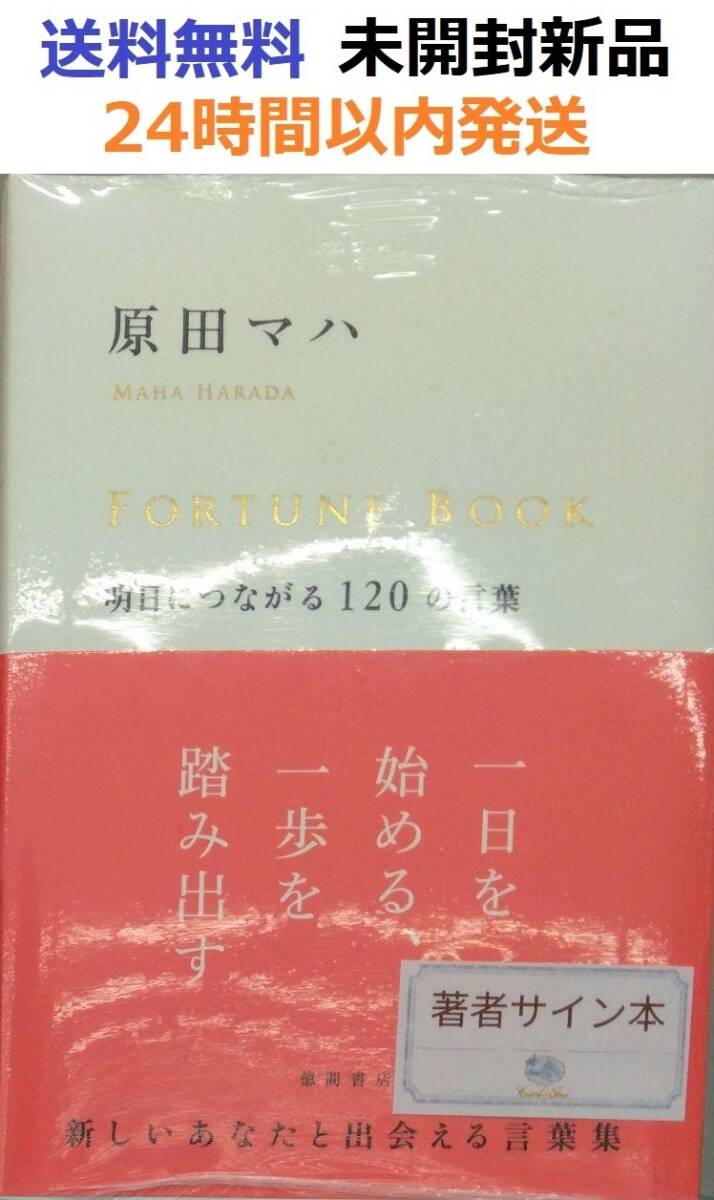 送料無料 未開封新品
24時間以内発送
原田マハ
MAHA HARADA
FORTUNE BOOK
明日につながる120の言葉
一日を
始める、
一歩を
踏み出す
著者サイン本
徳間書店
新しいあなたと出会える言葉集